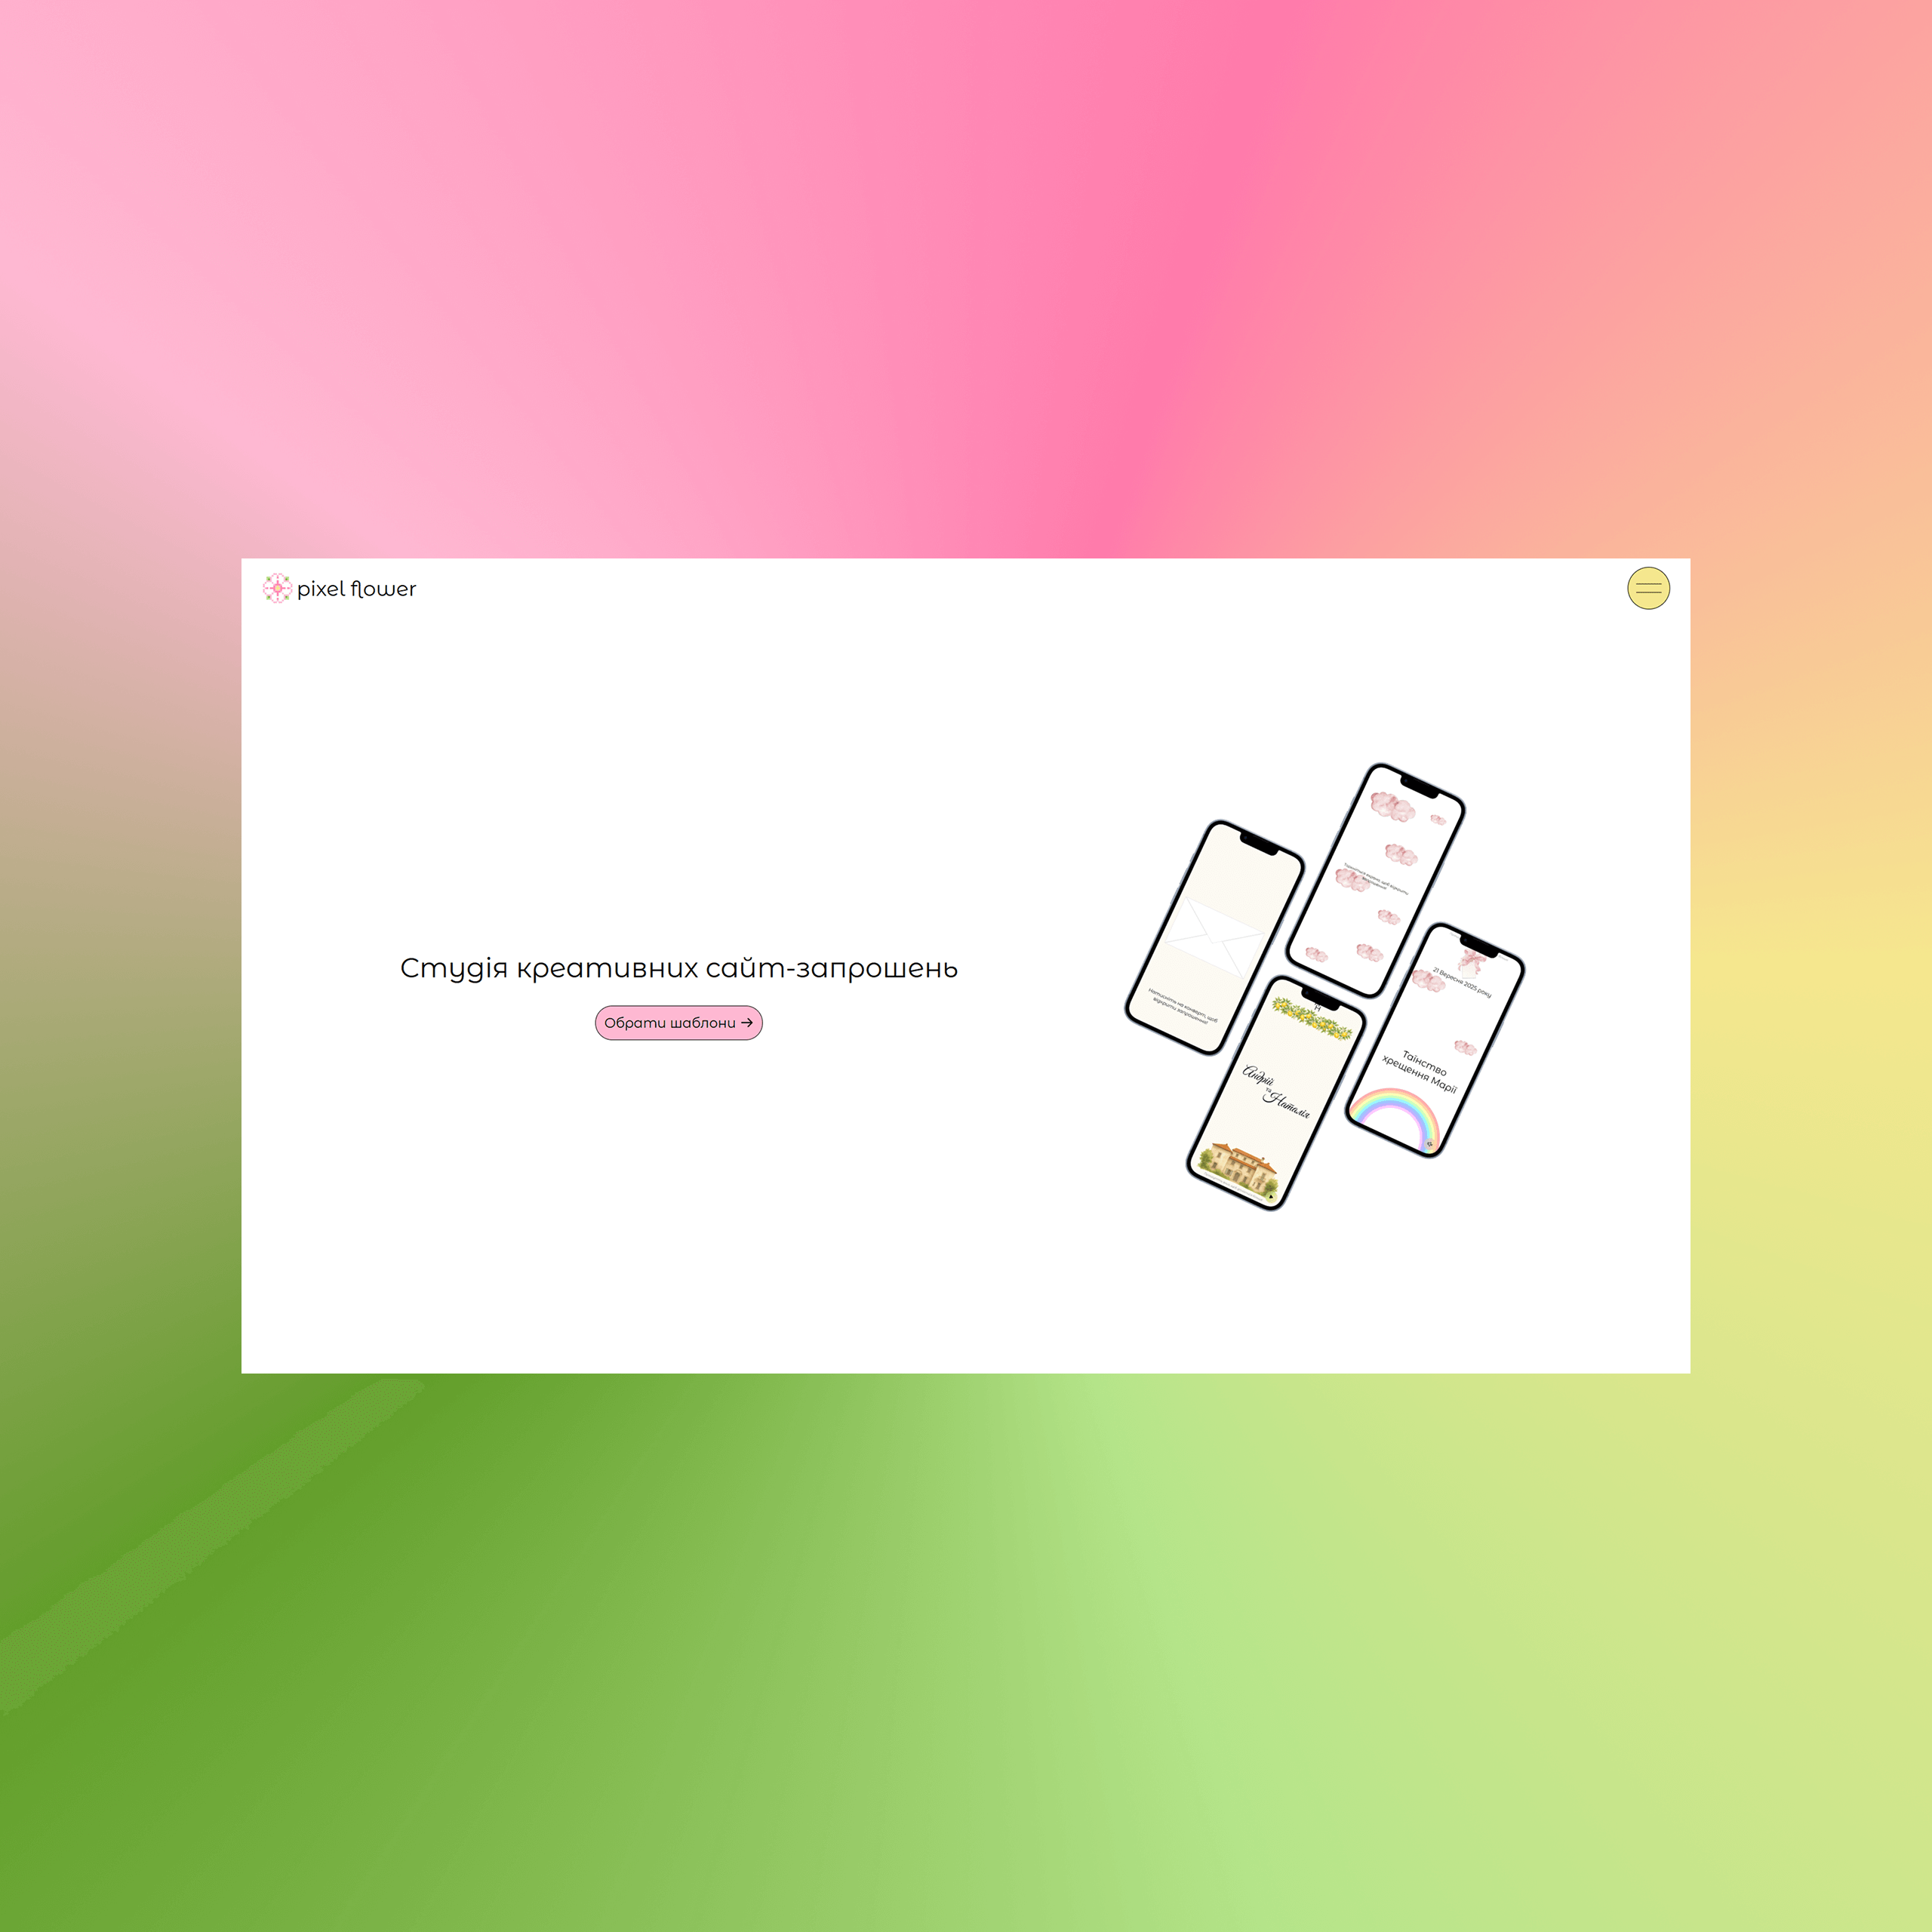 pixel flower
Студія креативних сайт-запрошень
Обрати шаблони →
Натисніть на конверт, щоб
відкрити запрошення!
21 Вересня 2025 року
Таїнство
хрещення Марії
Андрій
та
Наталія